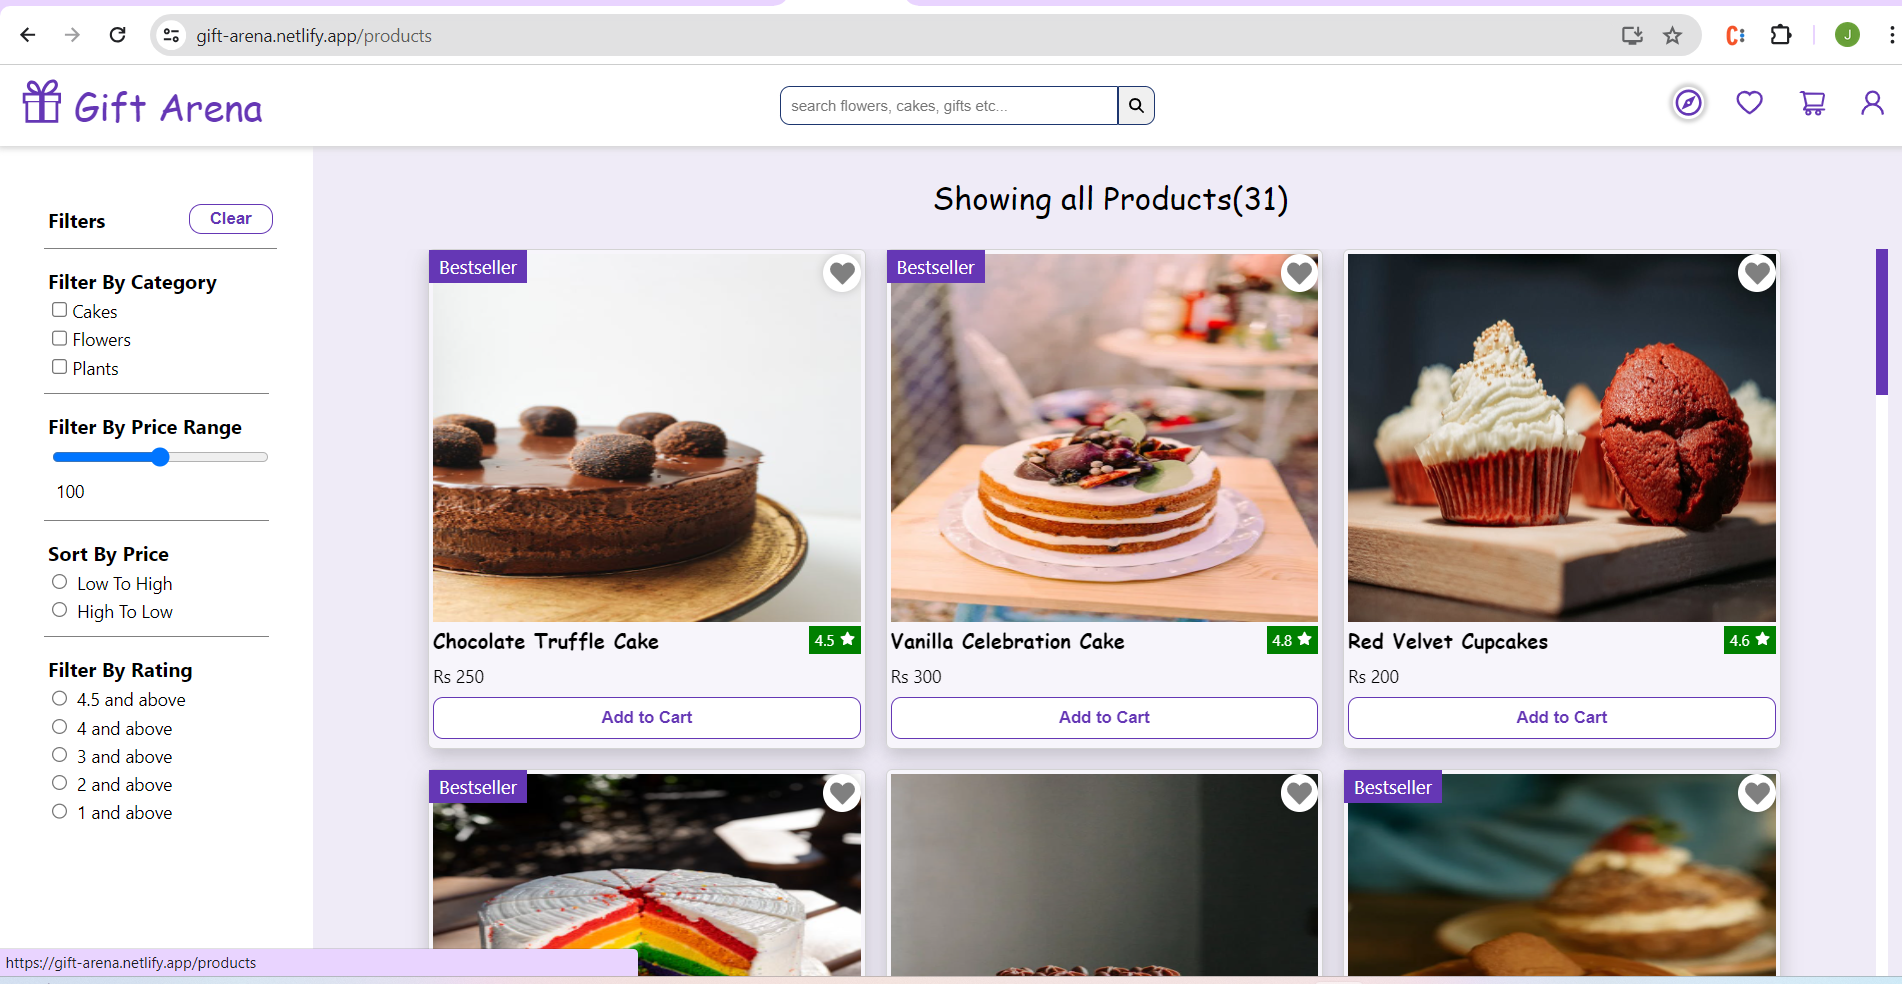 gift-arena.netlify.app/products
J
Gift Arena
search flowers, cakes, gifts etc...
Filters
Clear
Filter By Category
Cakes
Flowers
Plants
Filter By Price Range
100
Sort By Price
Low To High
High To Low
Filter By Rating
4.5 and above
4 and above
3 and above
2 and above
1 and above
Showing all Products(31)
Bestseller
Chocolate Truffle Cake
4.5
Rs 250
Add to Cart
Bestseller
Vanilla Celebration Cake
4.8
Rs 300
Add to Cart
Red Velvet Cupcakes
4.6
Rs 200
Add to Cart
Bestseller
Bestseller
https://gift-arena.netlify.app/products